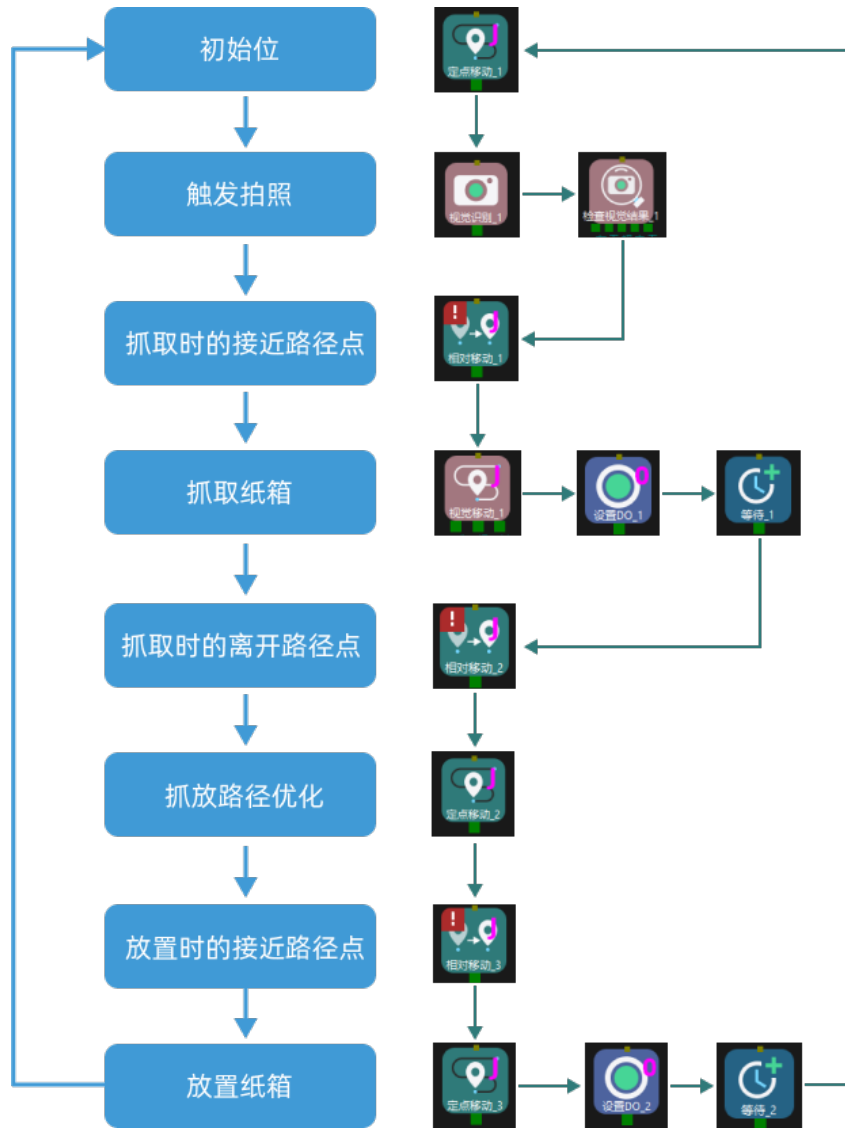 初始位
定点移动_1
触发拍照
视觉识别_1
检查视觉结果_1
抓取时的接近路径点
!
J
相对移动_1
抓取纸箱
J
视觉移动_1
0
设置DO_1
等待_1
抓取时的离开路径点
!
J
相对移动_2
抓放路径优化
J
定点移动_2
放置时的接近路径点
!
J
相对移动_3
放置纸箱
J
定点移动_3
0
设置DO_2
等待_2